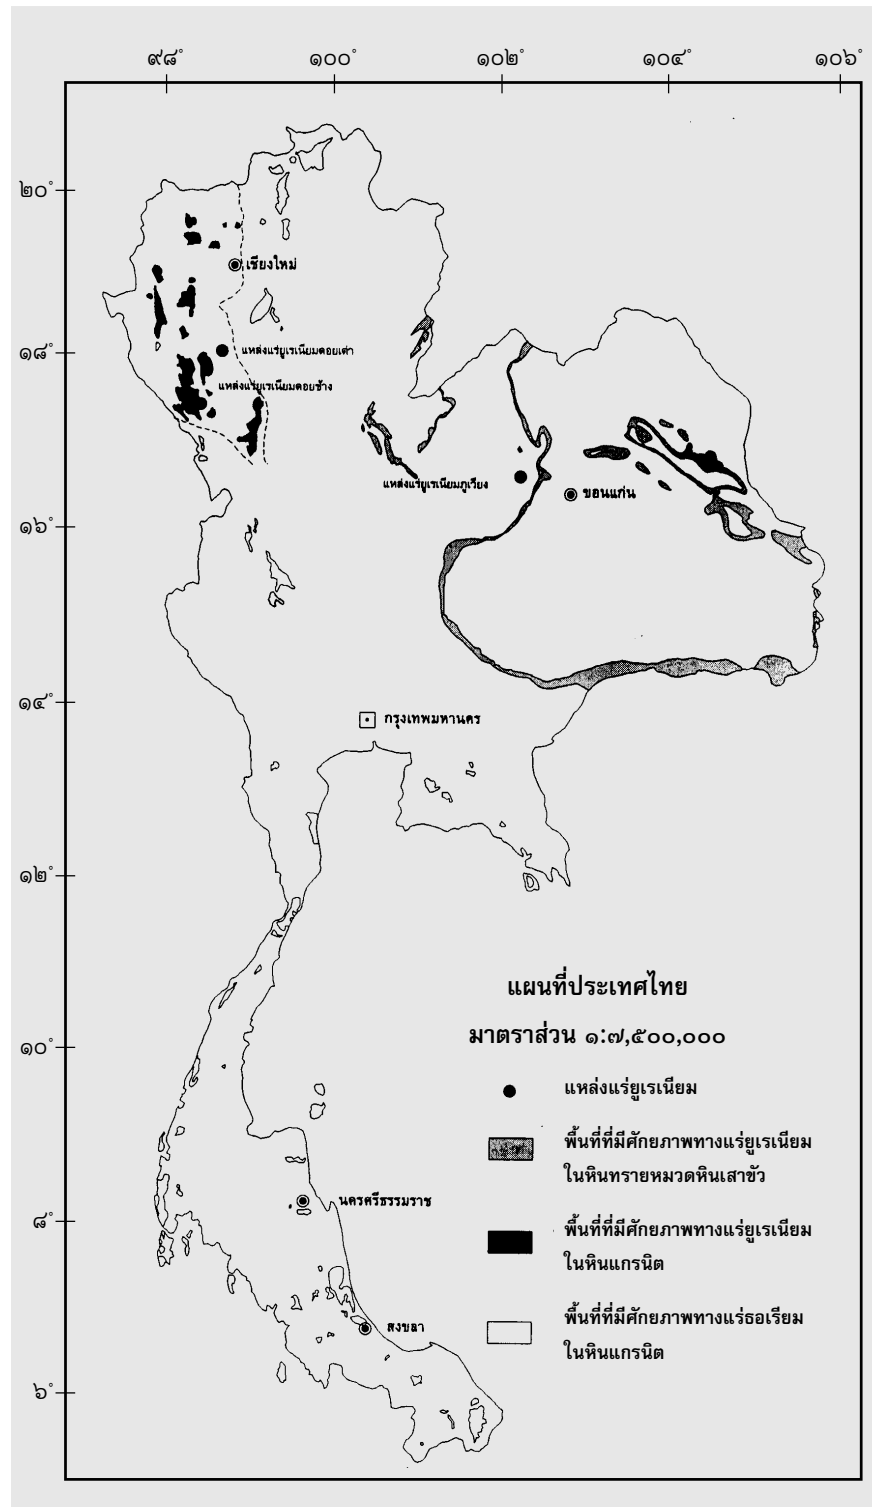 ๙๘° ๑๐๐° ๑๐๒° ๑๐๔° ๑๐๖°
๒๐°
เชียงใหม่
๑๘°
แหล่งแร่ยูเรเนียมดอยเต่า
แหล่งแร่ยูเรเนียมดอยช้าง
แหล่งแร่ยูเรเนียมภูเวียง
ขอนแก่น
๑๖°
๑๔°
กรุงเทพมหานคร
๑๒°
แผนที่ประเทศไทย
มาตราส่วน ๑:๗,๕๐๐,๐๐๐
๑๐°
แหล่งแร่ยูเรเนียม
พื้นที่ที่มีศักยภาพทางแร่ยูเรเนียม
ในหินทรายหมวดหินเสาขัว
นครศรีธรรมราช
๘°
พื้นที่ที่มีศักยภาพทางแร่ยูเรเนียม
ในหินแกรนิต
พื้นที่ที่มีศักยภาพทางแร่ธอเรียม
ในหินแกรนิต
สงขลา
๖°